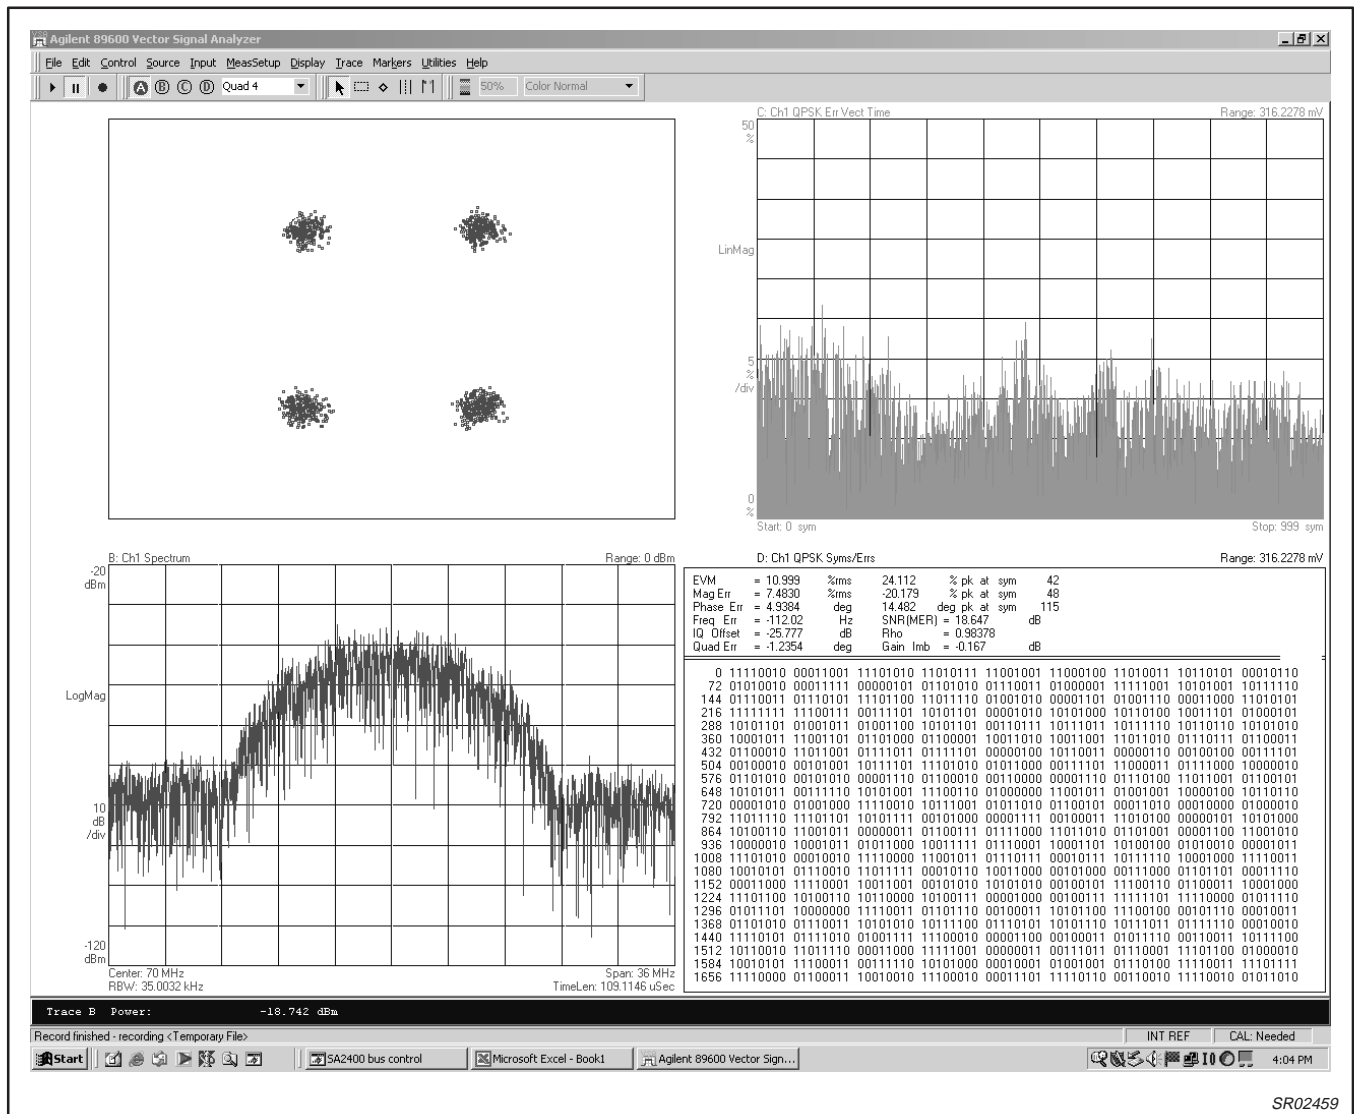 Agilent 89600 Vector Signal Analyzer
File Edit Control Source Input MeasSetup Display Trace Markers Utilities Help
A B C D Quad 4 50% Color Normal
C: Ch1 QPSK Err Vect Time Range: 316.2278 mV
50
%
LinMag
5
%
/div
0
%
Start: 0 sym Stop: 999 sym
B: Ch1 Spectrum Range: 0 dBm
-20
dBm
LogMag
10
dB
/div
-120
dBm
Center: 70 MHz Span: 36 MHz
RBW: 35.0032 kHz TimeLen: 109.1146 uSec
D: Ch1 QPSK Syms/Errs Range: 316.2278 mV
EVM = 10.999 %rms 24.112 % pk at sym 42
Mag Err = 7.4830 %rms -20.179 % pk at sym 48
Phase Err = 4.9384 deg 14.482 deg pk at sym 115
Freq Err = -112.02 Hz SNR(MER) = 18.647 dB
IQ Offset = -25.777 dB Rho = 0.98378
Quad Err = -1.2354 deg Gain Imb = -0.167 dB
0 11110010 00011001 11101010 11010111 11001001 11000100 11010011 10110101 00010110
72 01010010 00011111 00000101 01101010 01110011 01000001 11111001 10101001 10111110
144 01110011 01110101 11101100 11011110 01001010 00001101 01001110 00011000 11101101
216 11111111 11100111 00111101 10101101 00001010 10101000 10110100 00011101 01000101
288 10101101 01001011 01001100 10101101 00110111 10111011 10111110 10110110 10101010
360 10001011 11001101 01101000 01100001 10011010 10011001 11011010 01110111 01100011
432 01100010 11011001 01111011 01111101 00000100 10110011 00000110 00100100 00111101
504 00100010 00101001 10111101 11101010 01011000 00111101 11000011 01111000 10000010
576 01101010 00101010 00001110 01100010 00110000 00001110 01110100 11011001 01100101
648 10101011 00111110 10101001 11100110 01000000 11001011 01101010 00000100 10110110
720 00001010 01001000 11110010 10111001 01011010 01100101 00011010 00010000 01000010
792 11011110 11101101 10101111 00101000 00001111 00100011 11010100 00000101 10101000
864 10100110 11001011 00000011 01100111 01111000 11011010 01101001 00001100 11001010
936 10000010 10001011 01011000 10011111 01110001 10001101 10100100 01010010 00001011
1008 11101010 00010010 11110000 11001011 01110111 00010111 10111110 10001000 11110011
1080 10010101 01110010 11011111 00010110 10011000 00111000 11111000 01101101 00011110
1152 00011000 11110001 10011001 00101010 10101010 00100101 11100110 01100011 10001000
1224 11101100 10100110 10110000 10001010 00101010 00101111 11110000 00000110 01011110
1296 01011101 10000000 11110011 01101110 00100011 10101100 11100100 00101110 00010011
1368 01010110 01110011 10101010 01101010 01011110 10101110 11011011 01111001 00010010
1440 11110101 01111010 01001111 11100010 00001100 00100011 01011110 00110011 10111100
1512 10110010 11011110 00011000 11111001 00000011 00111011 01110001 11101100 01000010
1584 10010101 11100011 00111110 10101000 00010001 01001001 01110100 11110011 11101111
1656 11110000 01100011 10010010 11100010 00011101 11110110 00110010 11110010 01011010
Trace B Power: -18.742 dBm
Record finished - recording <Temporary File>
INT REF CAL: Needed
Start SA2400 bus control Microsoft Excel - Book1 Agilent 89600 Vector Sign... 4:04 PM
SR02459